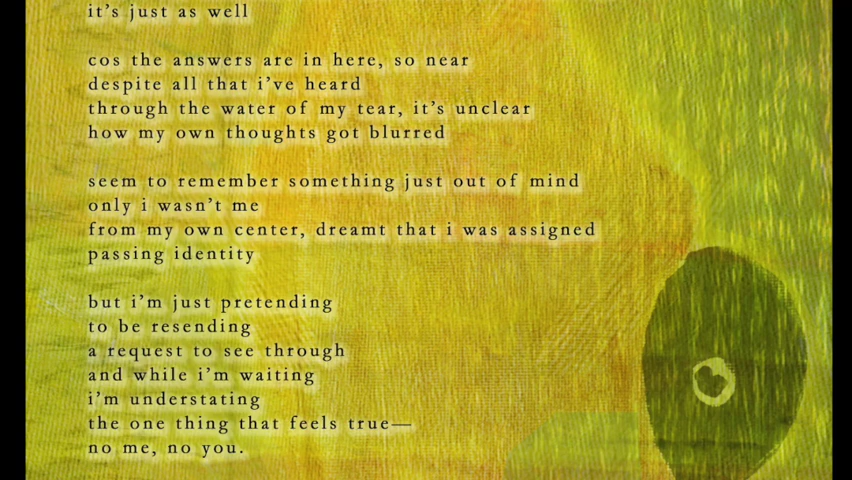 it's just as well
cos the answers are in here, so near
despite all that i've heard
through the water of my tear, it's unclear
how my own thoughts got blurred
seem to remember something just out of mind
only i wasn't me
from my own center, dreamt that i was assigned
passing identity
but i'm just pretending
to be resending
a request to see through
and while i'm waiting
i'm understating
the one thing that feels true—
no me, no you.